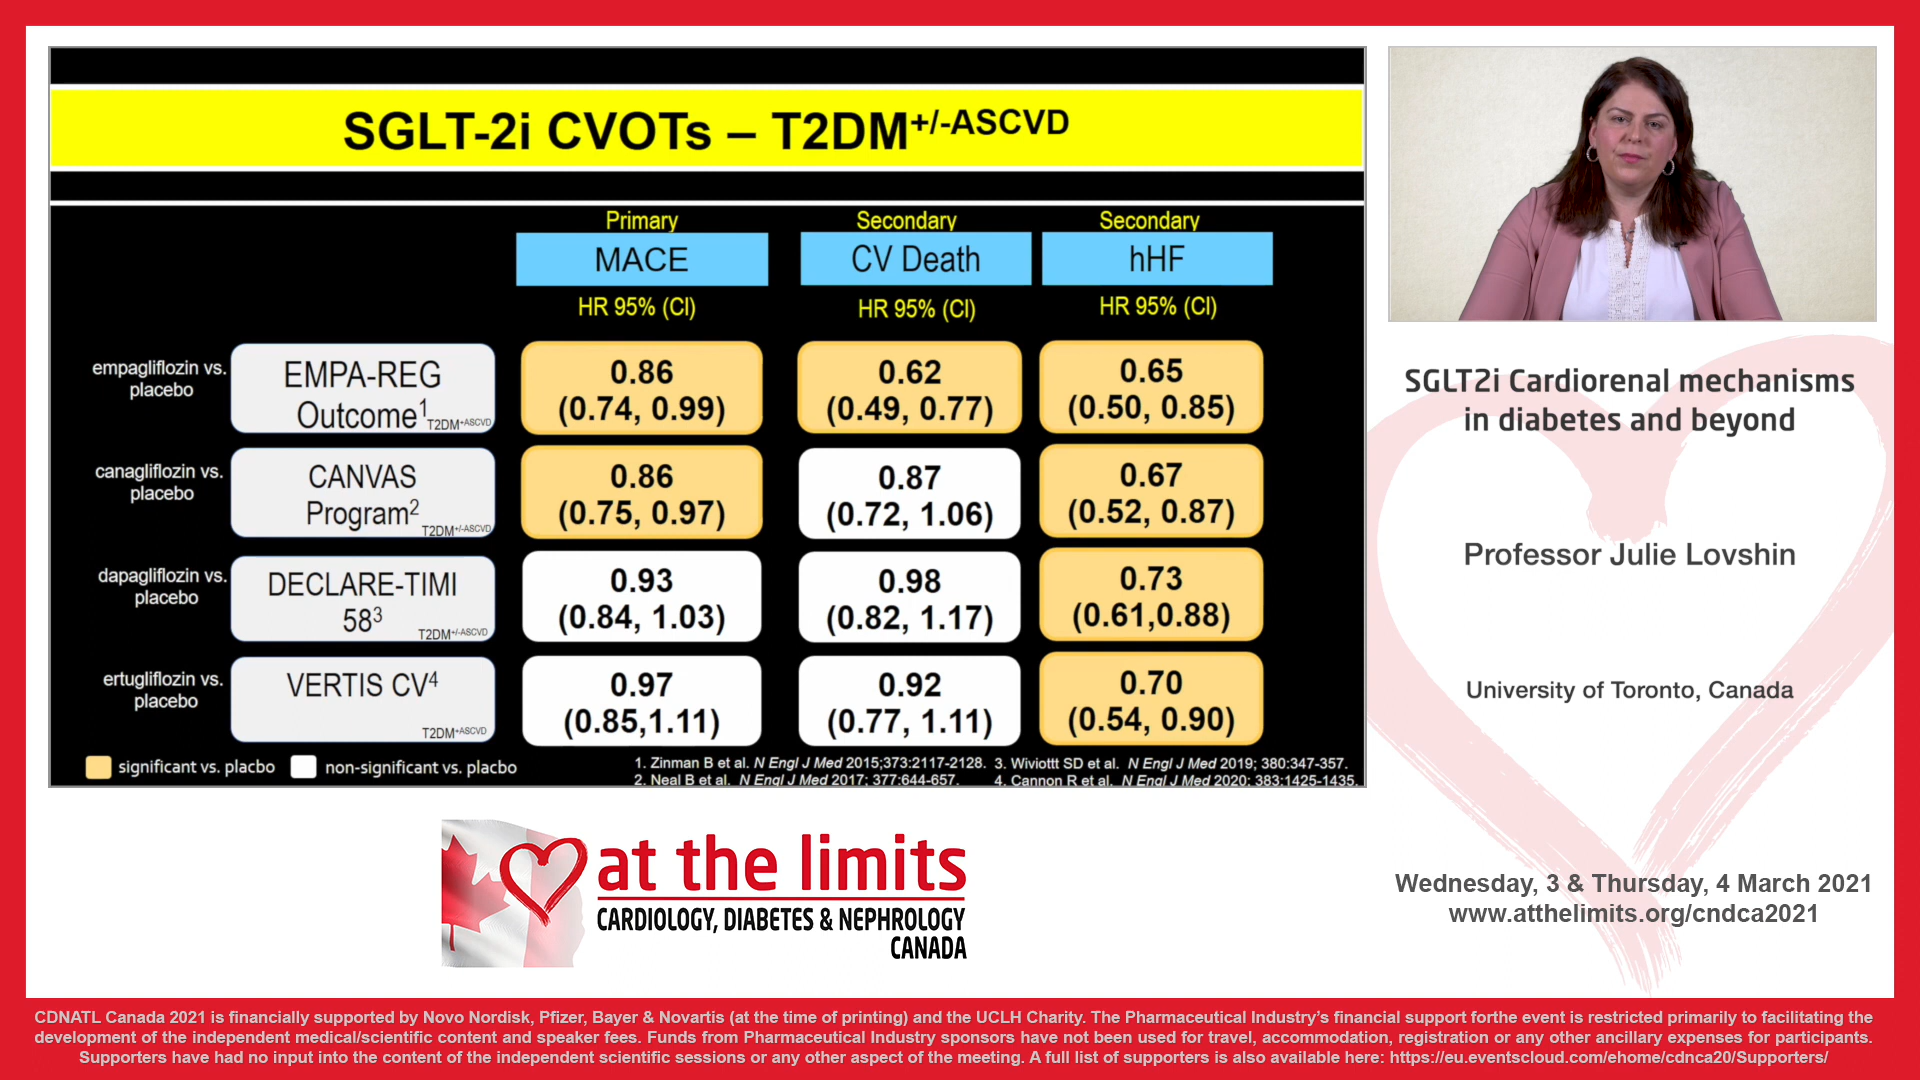 SGLT-2i CVOTs – T2DM+/-ASCVD
Primary
Secondary
Secondary
MACE
CV Death
hHF
HR 95% (CI)
HR 95% (CI)
HR 95% (CI)
empagliflozin vs.
placebo
EMPA-REG
Outcome1
T2DM+ASCVD
0.86
(0.74, 0.99)
0.62
(0.49, 0.77)
0.65
(0.50, 0.85)
canagliflozin vs.
placebo
CANVAS
Program2
T2DM+/-ASCVD
0.86
(0.75, 0.97)
0.87
(0.72, 1.06)
0.67
(0.52, 0.87)
dapagliflozin vs.
placebo
DECLARE-TIMI
583
T2DM+/-ASCVD
0.93
(0.84, 1.03)
0.98
(0.82, 1.17)
0.73
(0.61,0.88)
ertugliflozin vs.
placebo
VERTIS CV4
T2DM+ASCVD
0.97
(0.85,1.11)
0.92
(0.77, 1.11)
0.70
(0.54, 0.90)
significant vs. placbo
non-significant vs. placbo
1. Zinman B et al. N Engl J Med 2015;373:2117-2128.
2. Neal B et al. N Engl J Med 2017; 377:644-657.
3. Wiviottt SD et al. N Engl J Med 2019; 380:347-357.
4. Cannon R et al. N Engl J Med 2020; 383:1425-1435.
SGLT2i Cardiorenal mechanisms
in diabetes and beyond
Professor Julie Lovshin
University of Toronto, Canada
Wednesday, 3 & Thursday, 4 March 2021
www.atthelimits.org/cndca2021
at the limits
CARDIOLOGY, DIABETES & NEPHROLOGY
CANADA
CDNATL Canada 2021 is financially supported by Novo Nordisk, Pfizer, Bayer & Novartis (at the time of printing) and the UCLH Charity. The Pharmaceutical Industry's financial support forthe event is restricted primarily to facilitating the
development of the independent medical/scientific content and speaker fees. Funds from Pharmaceutical Industry sponsors have not been used for travel, accommodation, registration or any other ancillary expenses for participants.
Supporters have had no input into the content of the independent scientific sessions or any other aspect of the meeting. A full list of supporters is also available here: https://eu.eventscloud.com/ehome/cdnca20/Supporters/